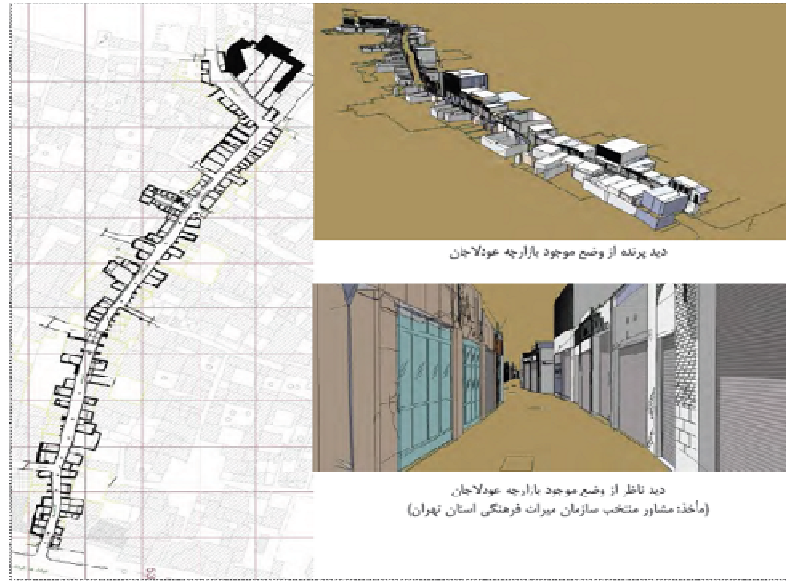 دید پرنده از وضع موجود بازارچه عودلاجان
دید ناظر از وضع موجود بازارچه عودلاجان
(مأخذ: مشاور منتخب سازمان میراث فرهنگی استان تهران)